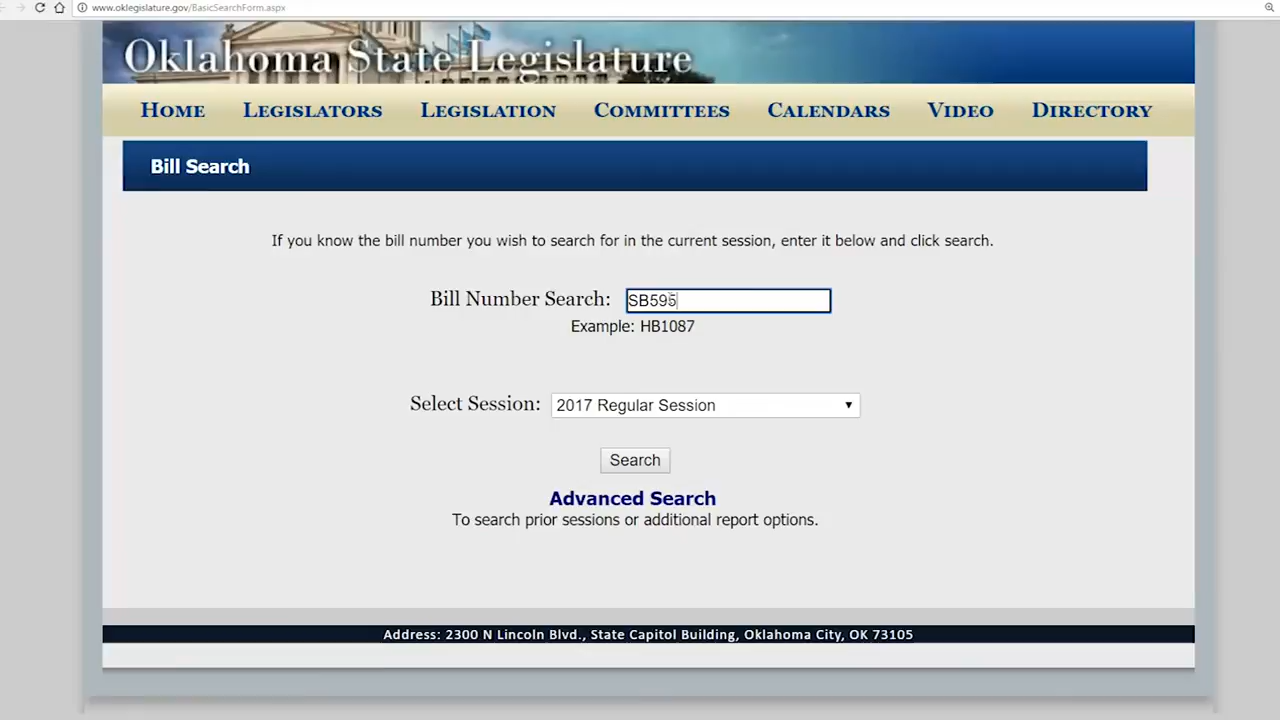 www.oklegislature.gov/BasicSearchForm.aspx
Oklahoma State Legislature
Home Legislators Legislation Committees Calendars Video Directory
Bill Search
If you know the bill number you wish to search for in the current session, enter it below and click search.
Bill Number Search: SB595
Example: HB1087
Select Session: 2017 Regular Session
Search
Advanced Search
To search prior sessions or additional report options.
Address: 2300 N Lincoln Blvd., State Capitol Building, Oklahoma City, OK 73105